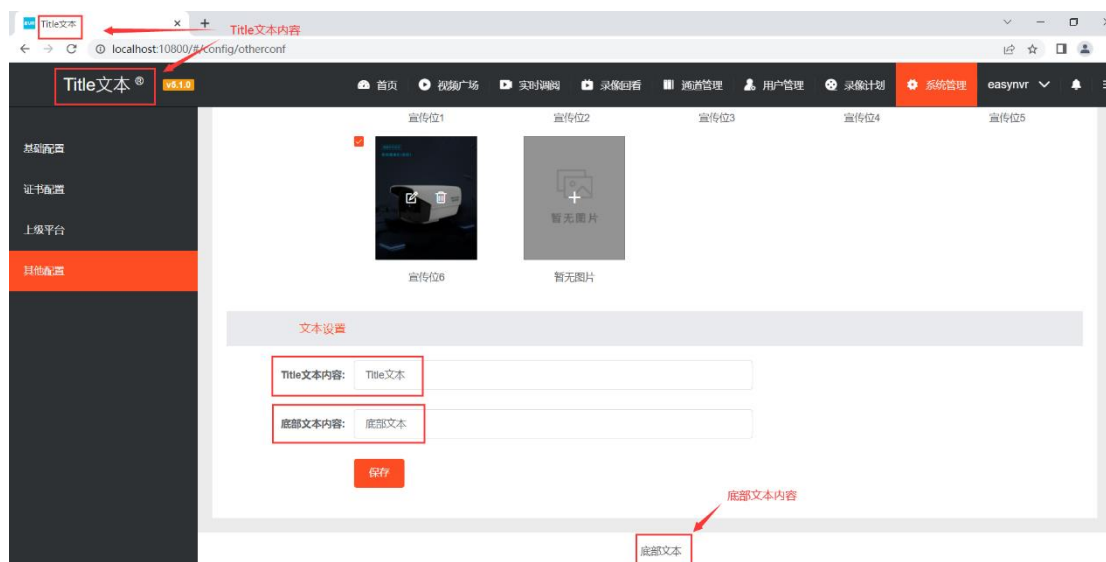 Title文本
Title文本内容
localhost:10800/#/config/otherconf
Title文本 ® v5.1.0
首页 视频广场 实时调阅 录像回看 通道管理 用户管理 录像计划 系统管理 easynvr
宣传位1 宣传位2 宣传位3 宣传位4 宣传位5
基础配置
证书配置
上级平台
其他配置
暂无图片
宣传位6 暂无图片
文本设置
Title文本内容: Title文本
底部文本内容: 底部文本
保存
底部文本内容
底部文本